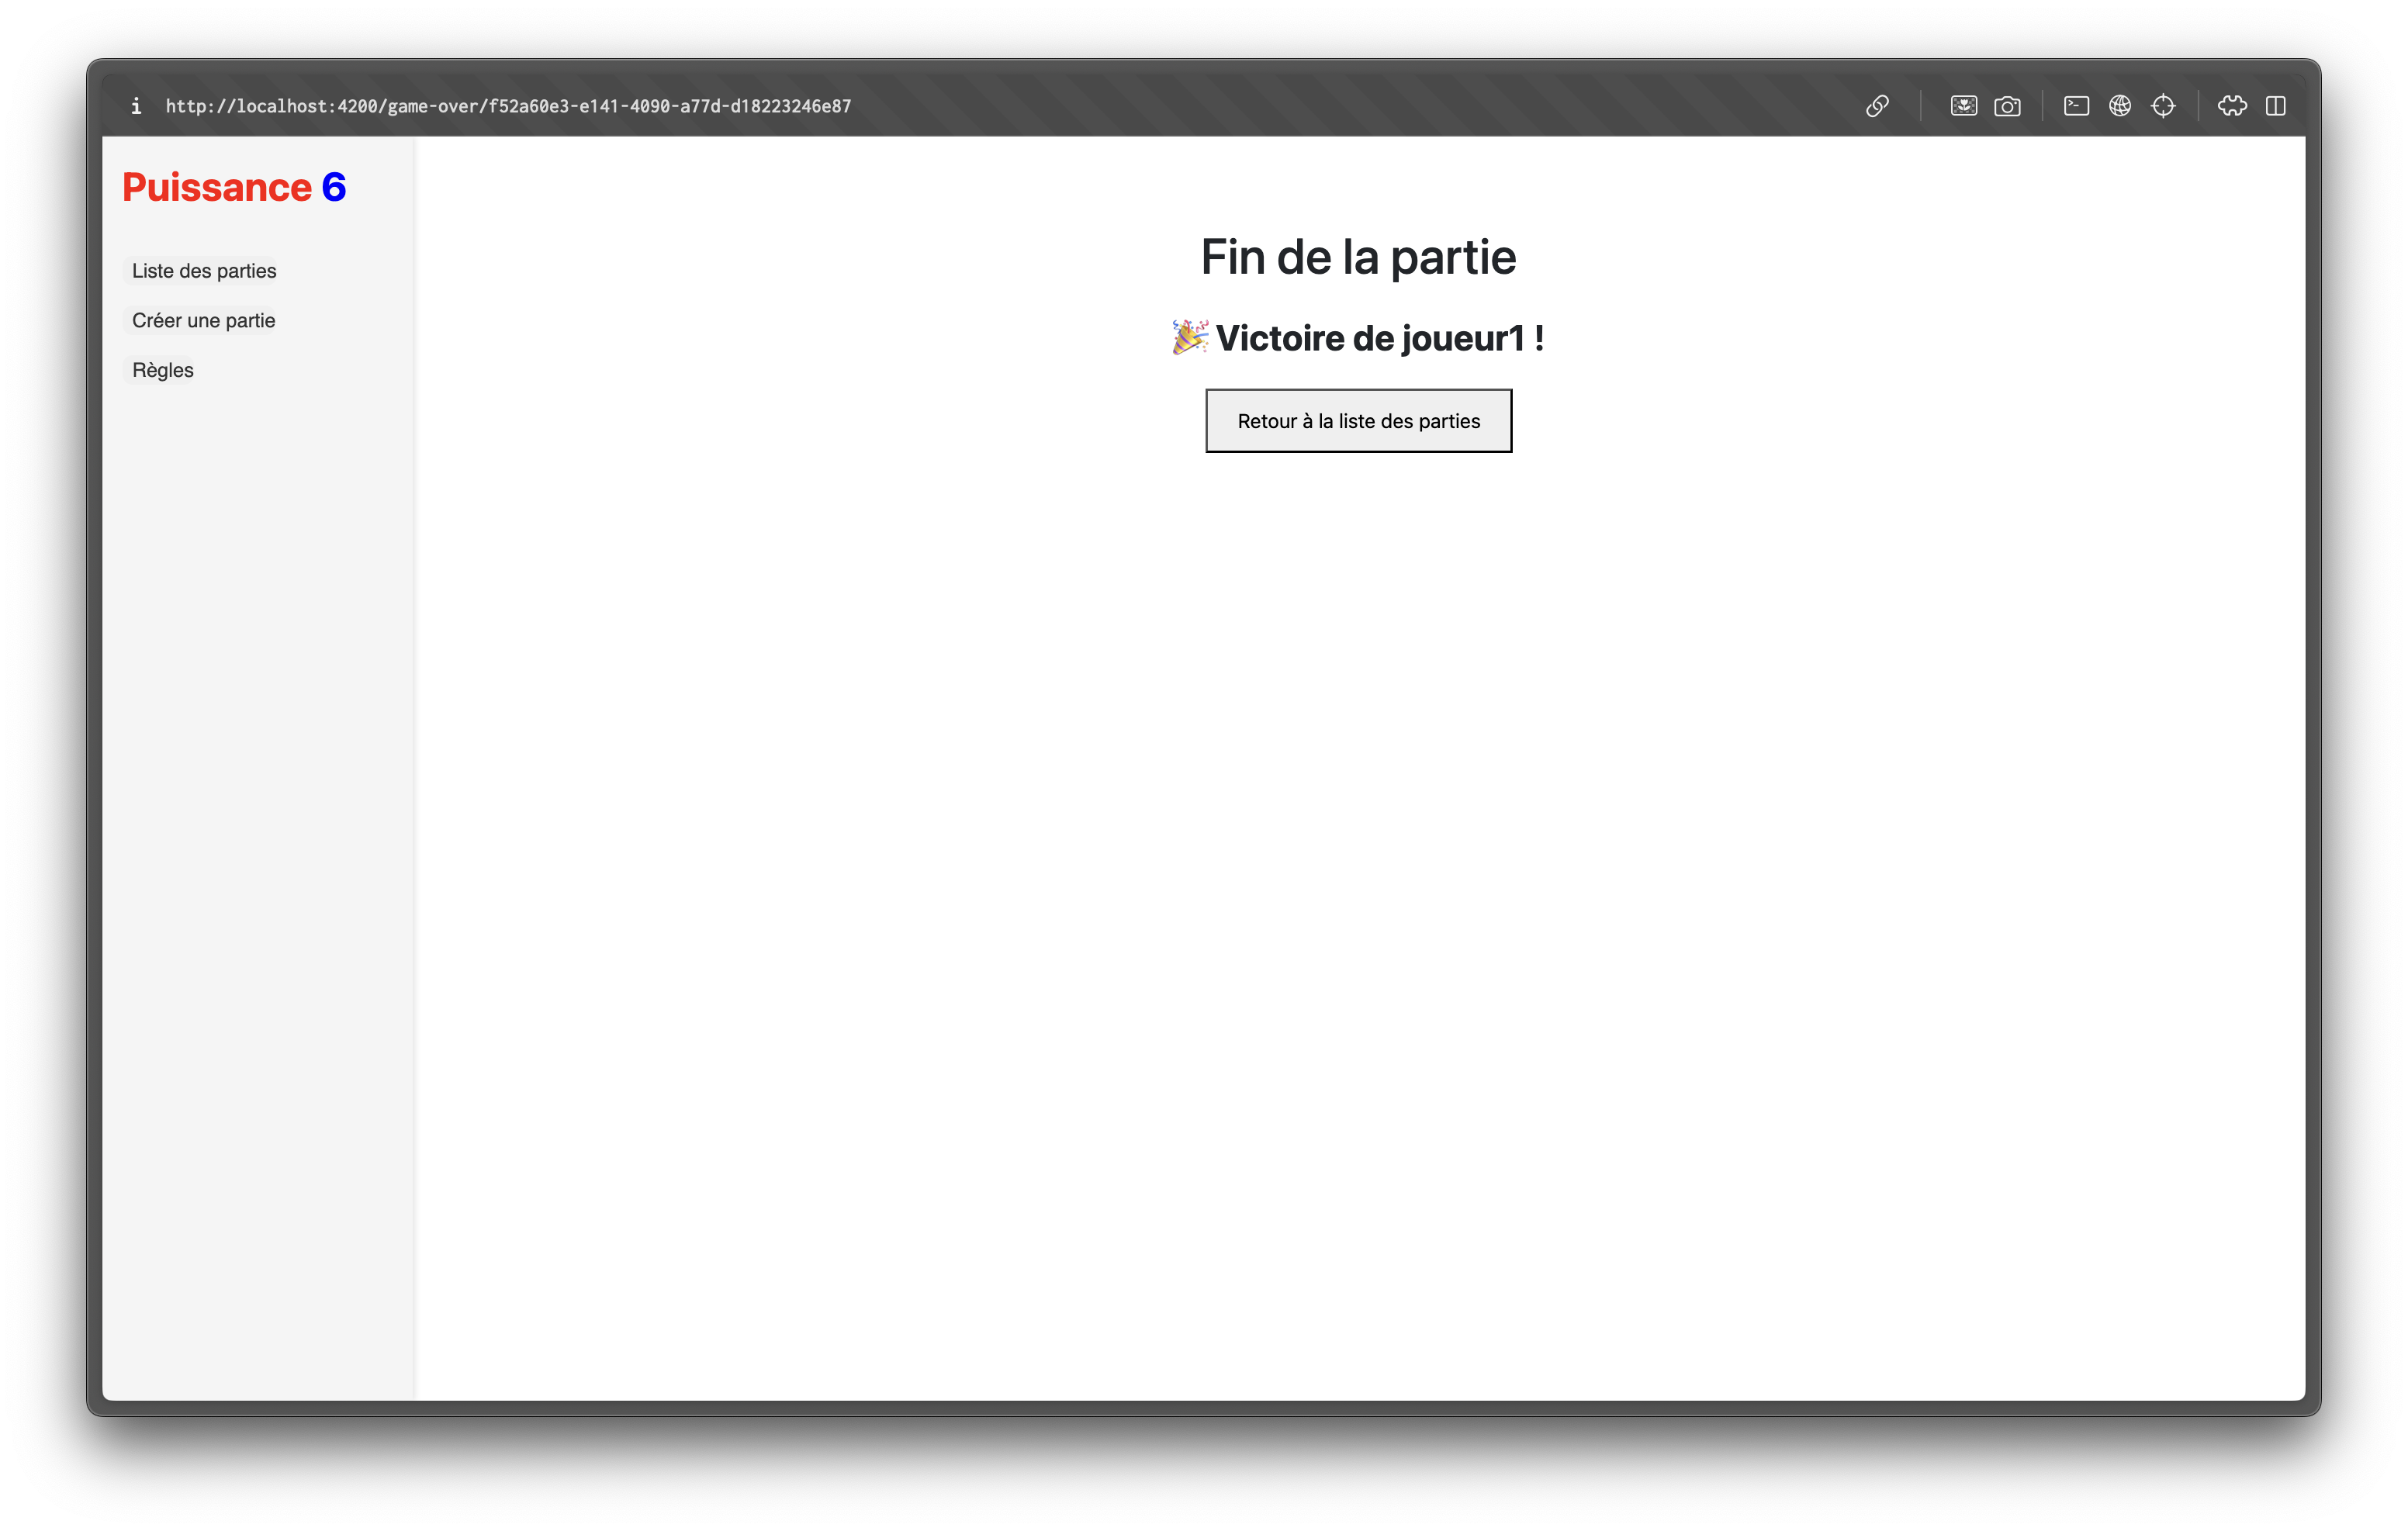 http://localhost:4200/game-over/f52a60e3-e141-4090-a77d-d18223246e87
Puissance 6
Liste des parties
Créer une partie
Règles
Fin de la partie
🎉 Victoire de joueur1 !
Retour à la liste des parties